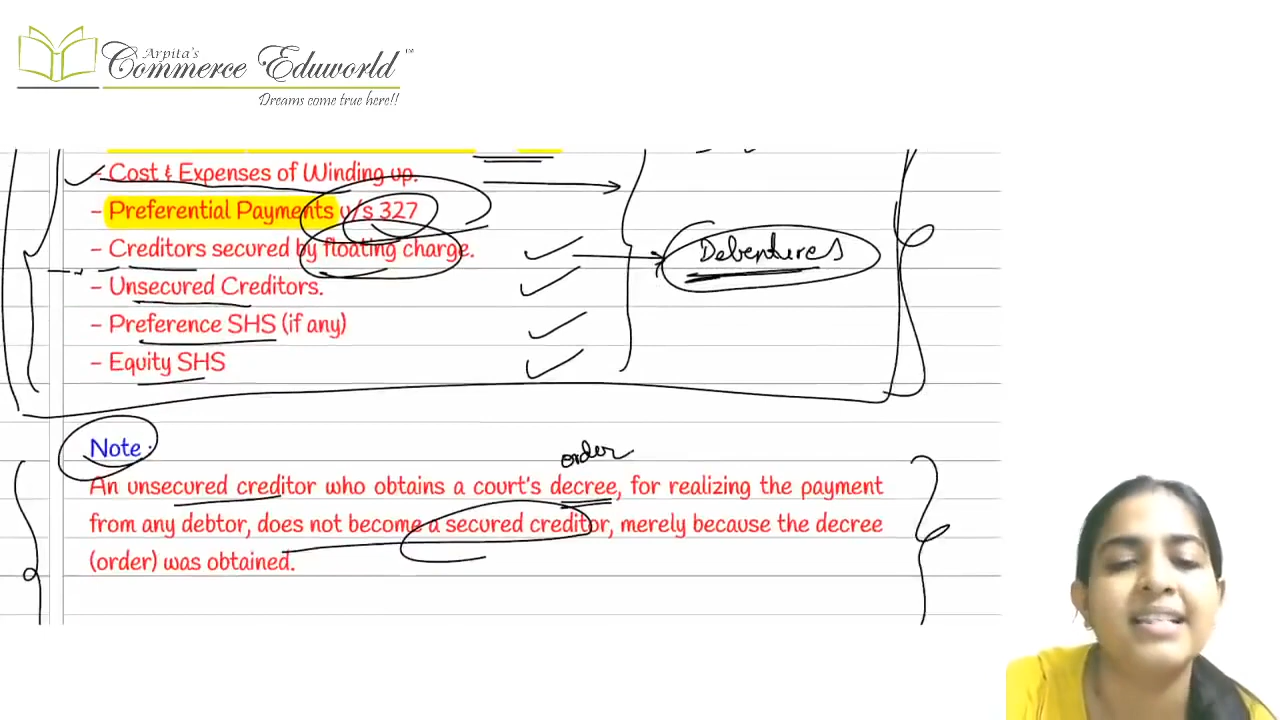 Arpita's
Commerce Eduworld™
Dreams come true here!!
- Cost & Expenses of Winding up.
- Preferential Payments u/s 327
- Creditors secured by floating charge.
Debentures
- Unsecured Creditors.
- Preference SHS (if any)
- Equity SHS
Note :
order
An unsecured creditor who obtains a court's decree, for realizing the payment
from any debtor, does not become a secured creditor, merely because the decree
(order) was obtained.